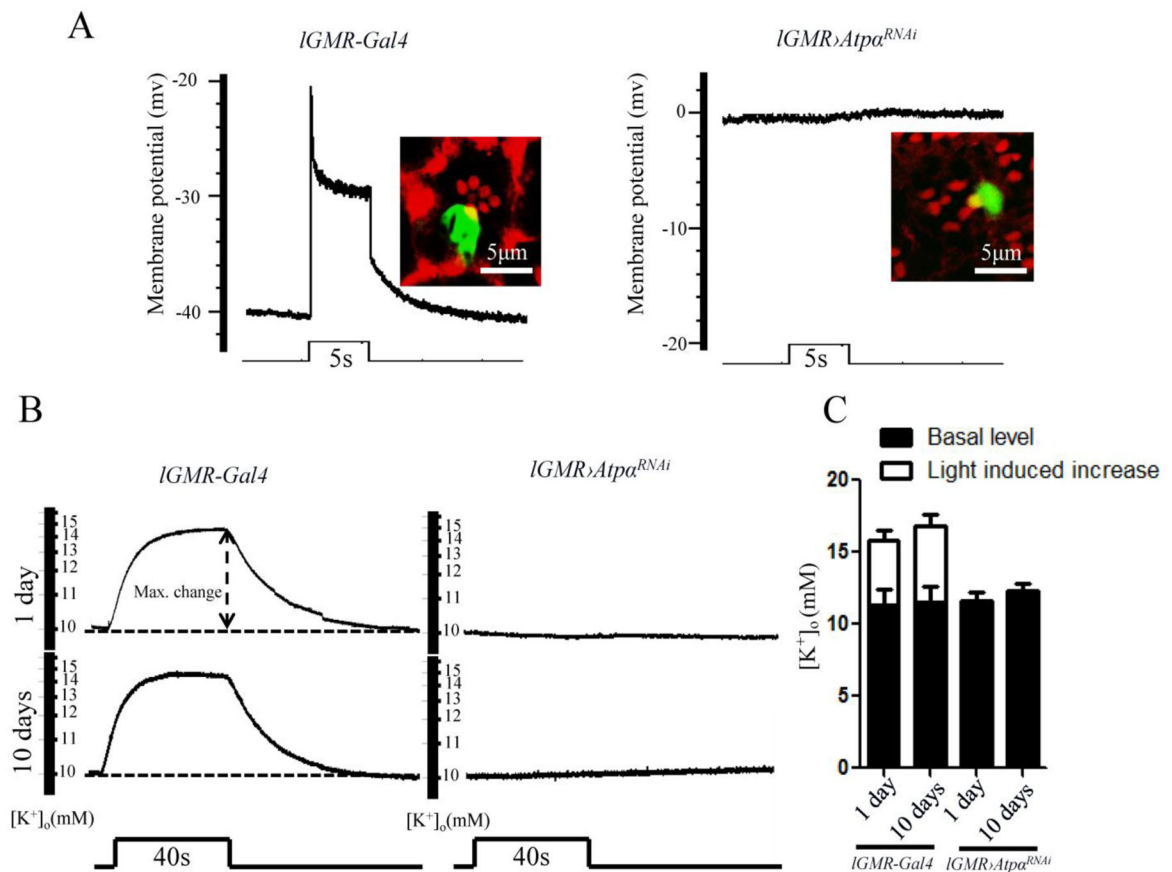 A
lGMR-Gal4
lGMR›Atpα^RNAi
Membrane potential (mv)
-20
-30
-40
5μm
5s
Membrane potential (mv)
0
-5
-10
-15
-20
5μm
5s
B
lGMR-Gal4
lGMR›Atpα^RNAi
1 day
15
14
13
12
11
10
Max. change
15
14
13
12
11
10
10 days
15
14
13
12
11
10
15
14
13
12
11
10
[K⁺]ₒ(mM)
40s
[K⁺]ₒ(mM)
40s
C
Basal level
Light induced increase
[K⁺]ₒ(mM)
20
15
10
5
0
1 day
10 days
1 day
10 days
lGMR-Gal4
lGMR›Atpα^RNAi